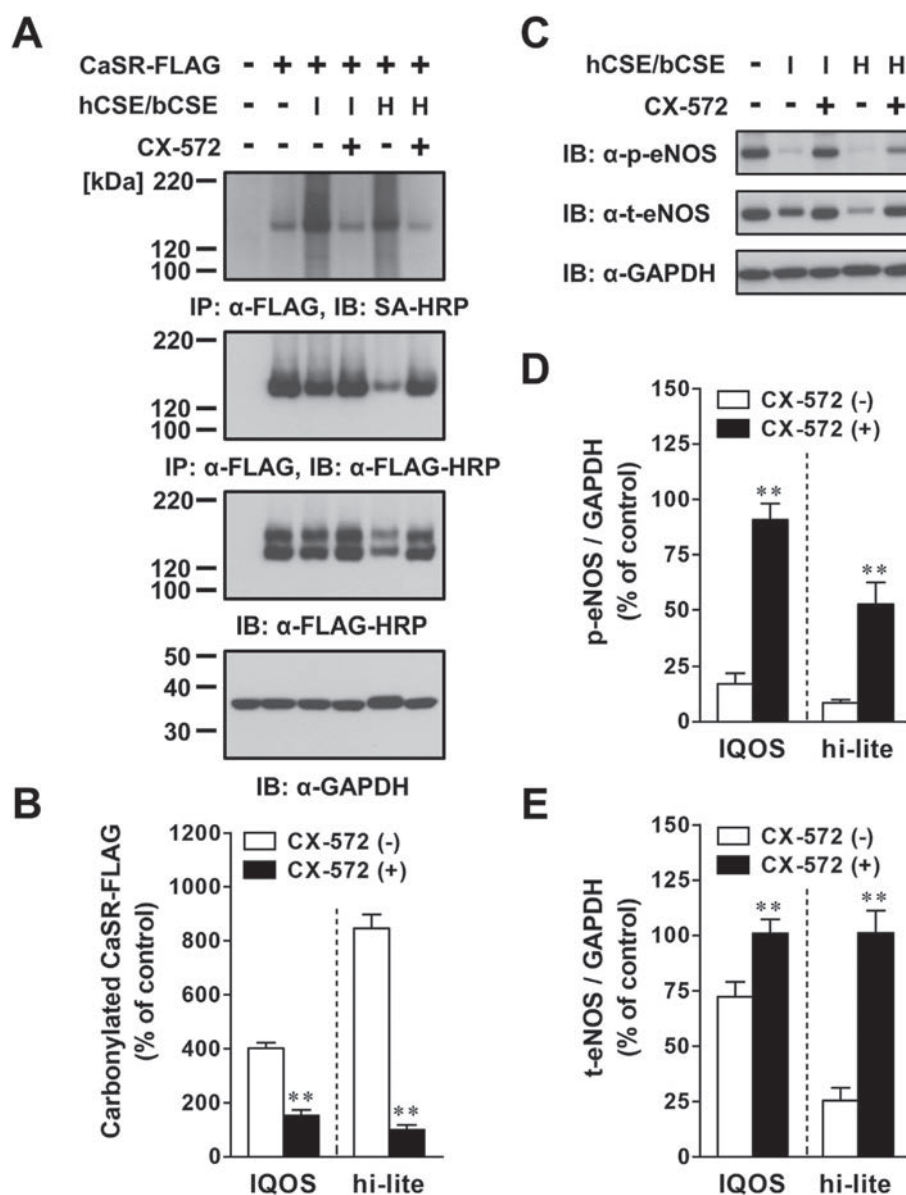 A
CaSR-FLAG - + + + + +
hCSE/bCSE - - I I H H
CX-572 - - - + - +
[kDa] 220
120
100
IP: α-FLAG, IB: SA-HRP
220
120
100
IP: α-FLAG, IB: α-FLAG-HRP
220
120
100
IB: α-FLAG-HRP
50
40
30
IB: α-GAPDH
B
Carbonylated CaSR-FLAG
(% of control)
1200
1000
800
600
400
200
0
CX-572 (-)
CX-572 (+)
**
**
IQOS hi-lite
C
hCSE/bCSE - I I H H
CX-572 - - + - +
IB: α-p-eNOS
IB: α-t-eNOS
IB: α-GAPDH
D
p-eNOS / GAPDH
(% of control)
150
125
100
75
50
25
0
CX-572 (-)
CX-572 (+)
**
**
IQOS hi-lite
E
t-eNOS / GAPDH
(% of control)
150
125
100
75
50
25
0
CX-572 (-)
CX-572 (+)
** **
IQOS hi-lite